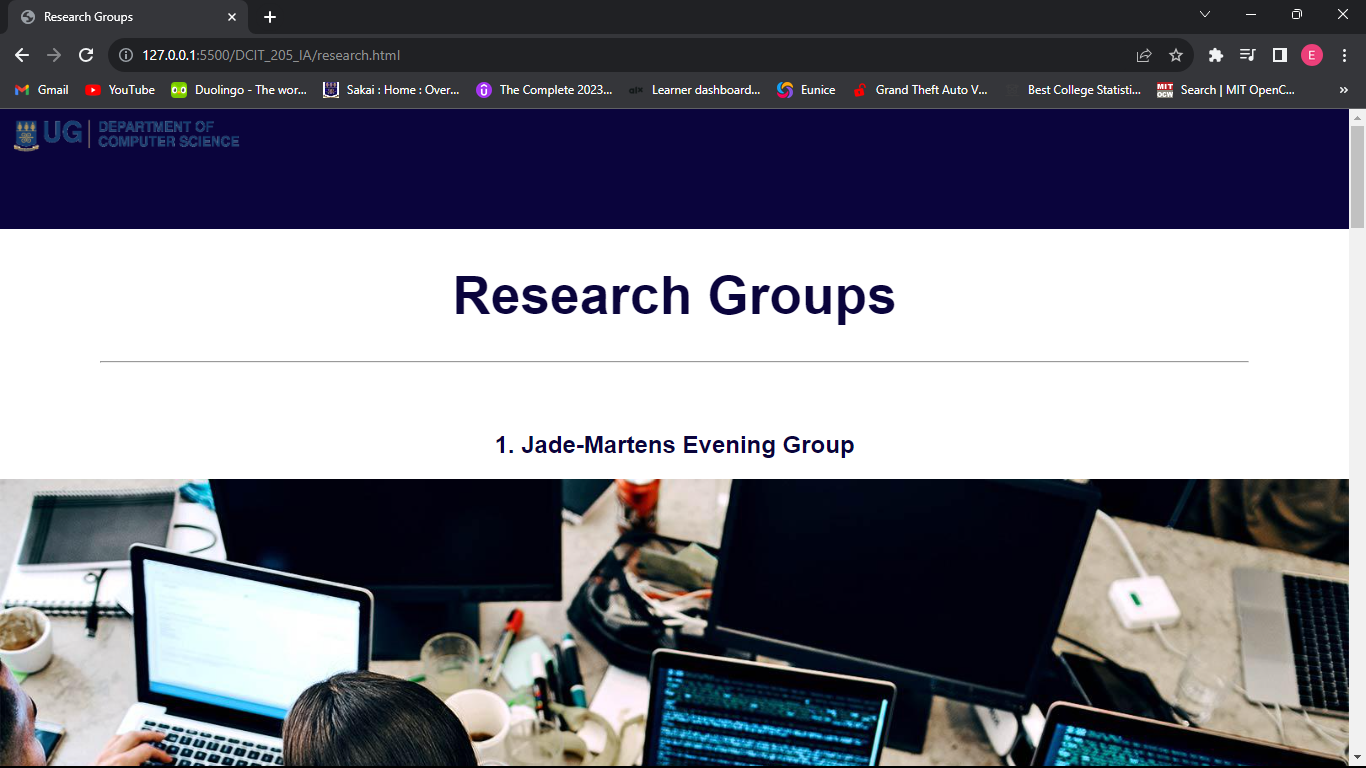 Research Groups
127.0.0.1:5500/DCIT_205_IA/research.html
E
Gmail
YouTube
Duolingo - The wor...
Sakai : Home : Over...
The Complete 2023...
Learner dashboard...
Eunice
Grand Theft Auto V...
Best College Statisti...
MIT OCW
Search | MIT OpenC...
»
UG
DEPARTMENT OF
COMPUTER SCIENCE
Research Groups
1. Jade-Martens Evening Group